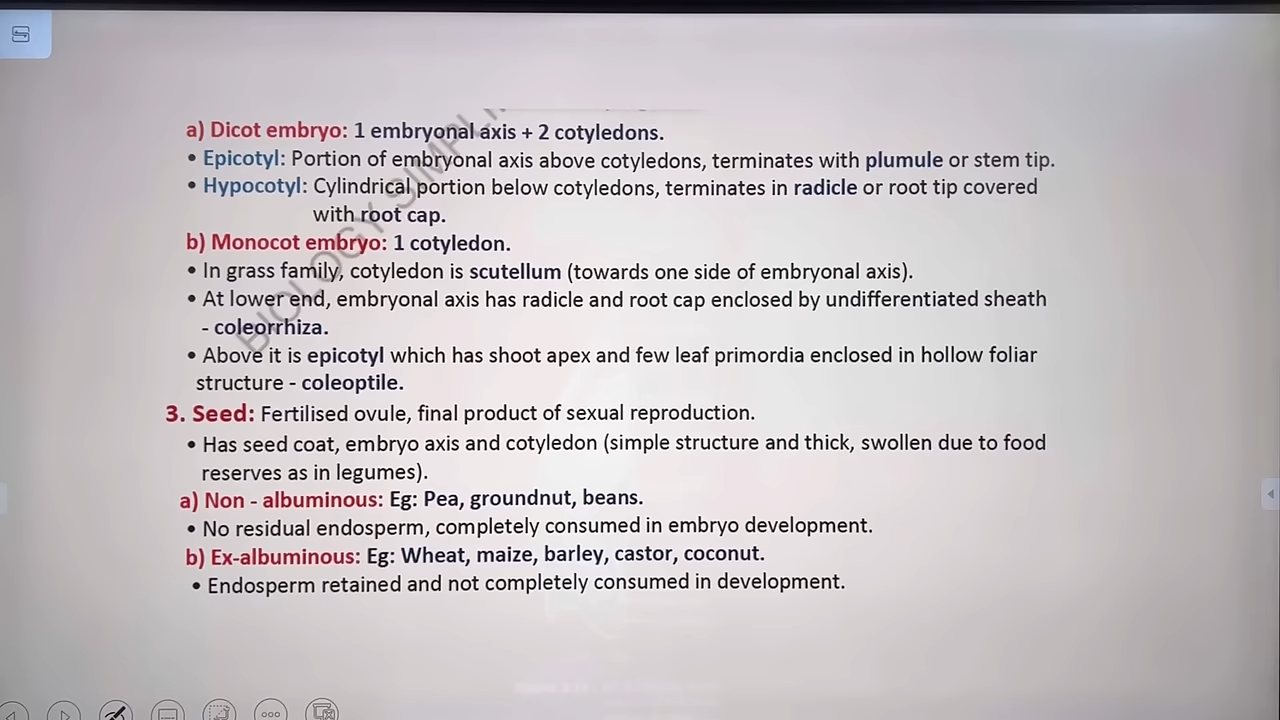 a) Dicot embryo: 1 embryonal axis + 2 cotyledons.
• Epicotyl: Portion of embryonal axis above cotyledons, terminates with plumule or stem tip.
• Hypocotyl: Cylindrical portion below cotyledons, terminates in radicle or root tip covered
with root cap.
b) Monocot embryo: 1 cotyledon.
• In grass family, cotyledon is scutellum (towards one side of embryonal axis).
• At lower end, embryonal axis has radicle and root cap enclosed by undifferentiated sheath
- coleorrhiza.
• Above it is epicotyl which has shoot apex and few leaf primordia enclosed in hollow foliar
structure - coleoptile.
3. Seed: Fertilised ovule, final product of sexual reproduction.
• Has seed coat, embryo axis and cotyledon (simple structure and thick, swollen due to food
reserves as in legumes).
a) Non - albuminous: Eg: Pea, groundnut, beans.
• No residual endosperm, completely consumed in embryo development.
b) Ex-albuminous: Eg: Wheat, maize, barley, castor, coconut.
• Endosperm retained and not completely consumed in development.
BIOLOGY